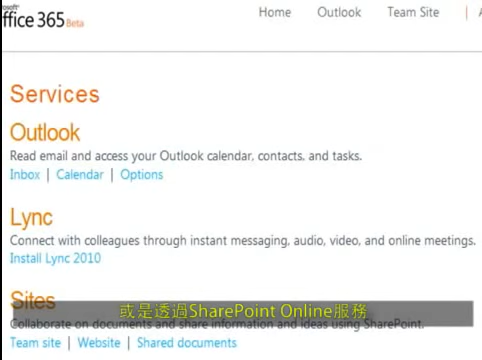 Home Outlook Team Site
Office 365 Beta
Services
Outlook
Read email and access your Outlook calendar, contacts, and tasks.
Inbox | Calendar | Options
Lync
Connect with colleagues through instant messaging, audio, video, and online meetings.
Install Lync 2010
Sites
或是透過SharePoint Online服務
Collaborate on documents and share information and ideas using SharePoint.
Team site | Website | Shared documents